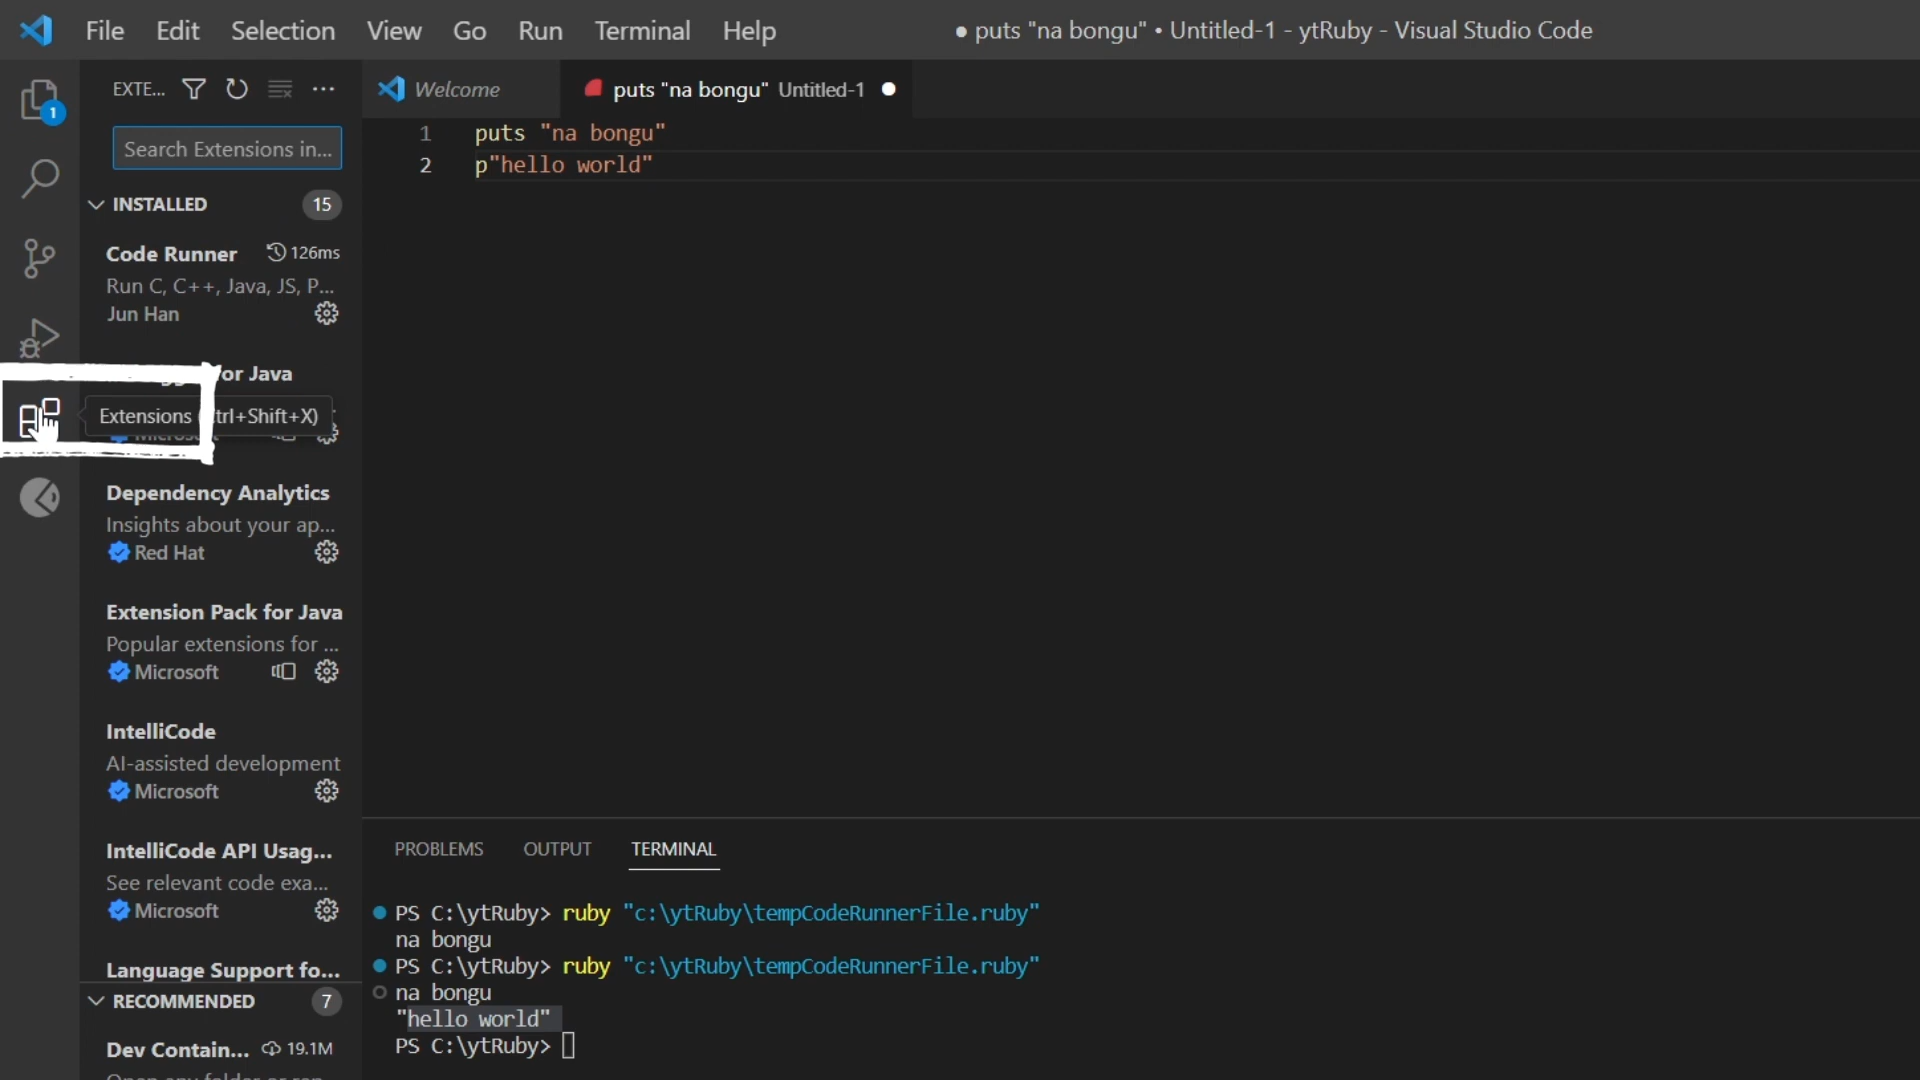 File Edit Selection View Go Run Terminal Help
● puts "na bongu" • Untitled-1 - ytRuby - Visual Studio Code
1
EXTE...
Search Extensions in...
INSTALLED 15
Code Runner 126ms
Run C, C++, Java, JS, P...
Jun Han
or Java
Extensions trl+Shift+X)
Microsoft
Dependency Analytics
Insights about your ap...
Red Hat
Extension Pack for Java
Popular extensions for ...
Microsoft
IntelliCode
AI-assisted development
Microsoft
IntelliCode API Usag...
See relevant code exa...
Microsoft
Language Support fo...
RECOMMENDED 7
Dev Contain... 19.1M
Welcome
puts "na bongu" Untitled-1
1 puts "na bongu"
2 p"hello world"
PROBLEMS OUTPUT TERMINAL
PS C:\ytRuby> ruby "c:\ytRuby\tempCodeRunnerFile.ruby"
na bongu
PS C:\ytRuby> ruby "c:\ytRuby\tempCodeRunnerFile.ruby"
na bongu
"hello world"
PS C:\ytRuby>